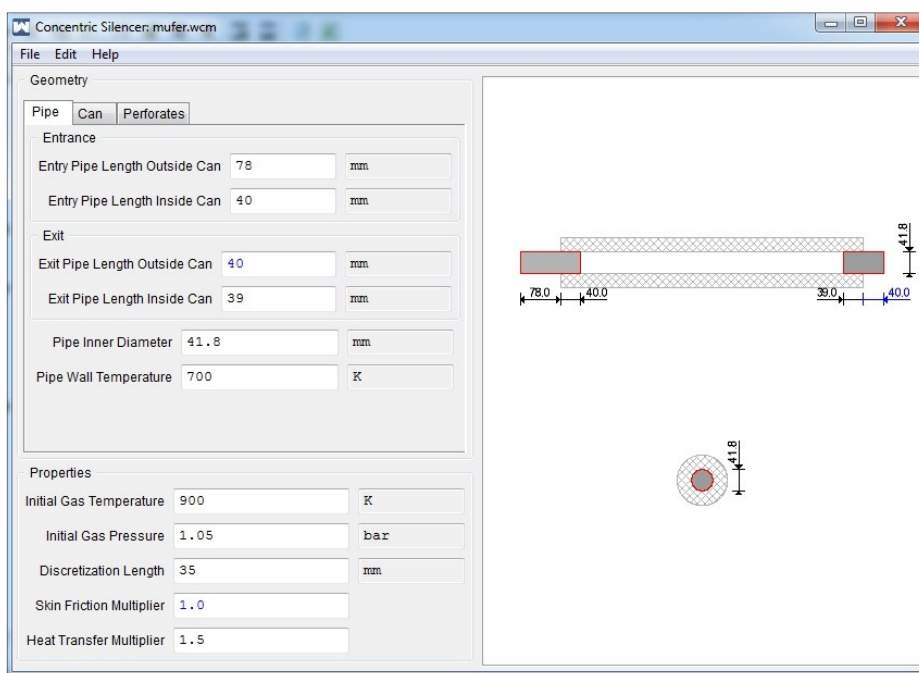 Concentric Silencer: mufer.wcm
File Edit Help
Geometry
Pipe Can Perforates
Entrance
Entry Pipe Length Outside Can 78 mm
Entry Pipe Length Inside Can 40 mm
Exit
Exit Pipe Length Outside Can 40 mm
Exit Pipe Length Inside Can 39 mm
Pipe Inner Diameter 41.8 mm
Pipe Wall Temperature 700 K
Properties
Initial Gas Temperature 900 K
Initial Gas Pressure 1.05 bar
Discretization Length 35 mm
Skin Friction Multiplier 1.0
Heat Transfer Multiplier 1.5
41.8
78.0 40.0 39.0 40.0
41.8